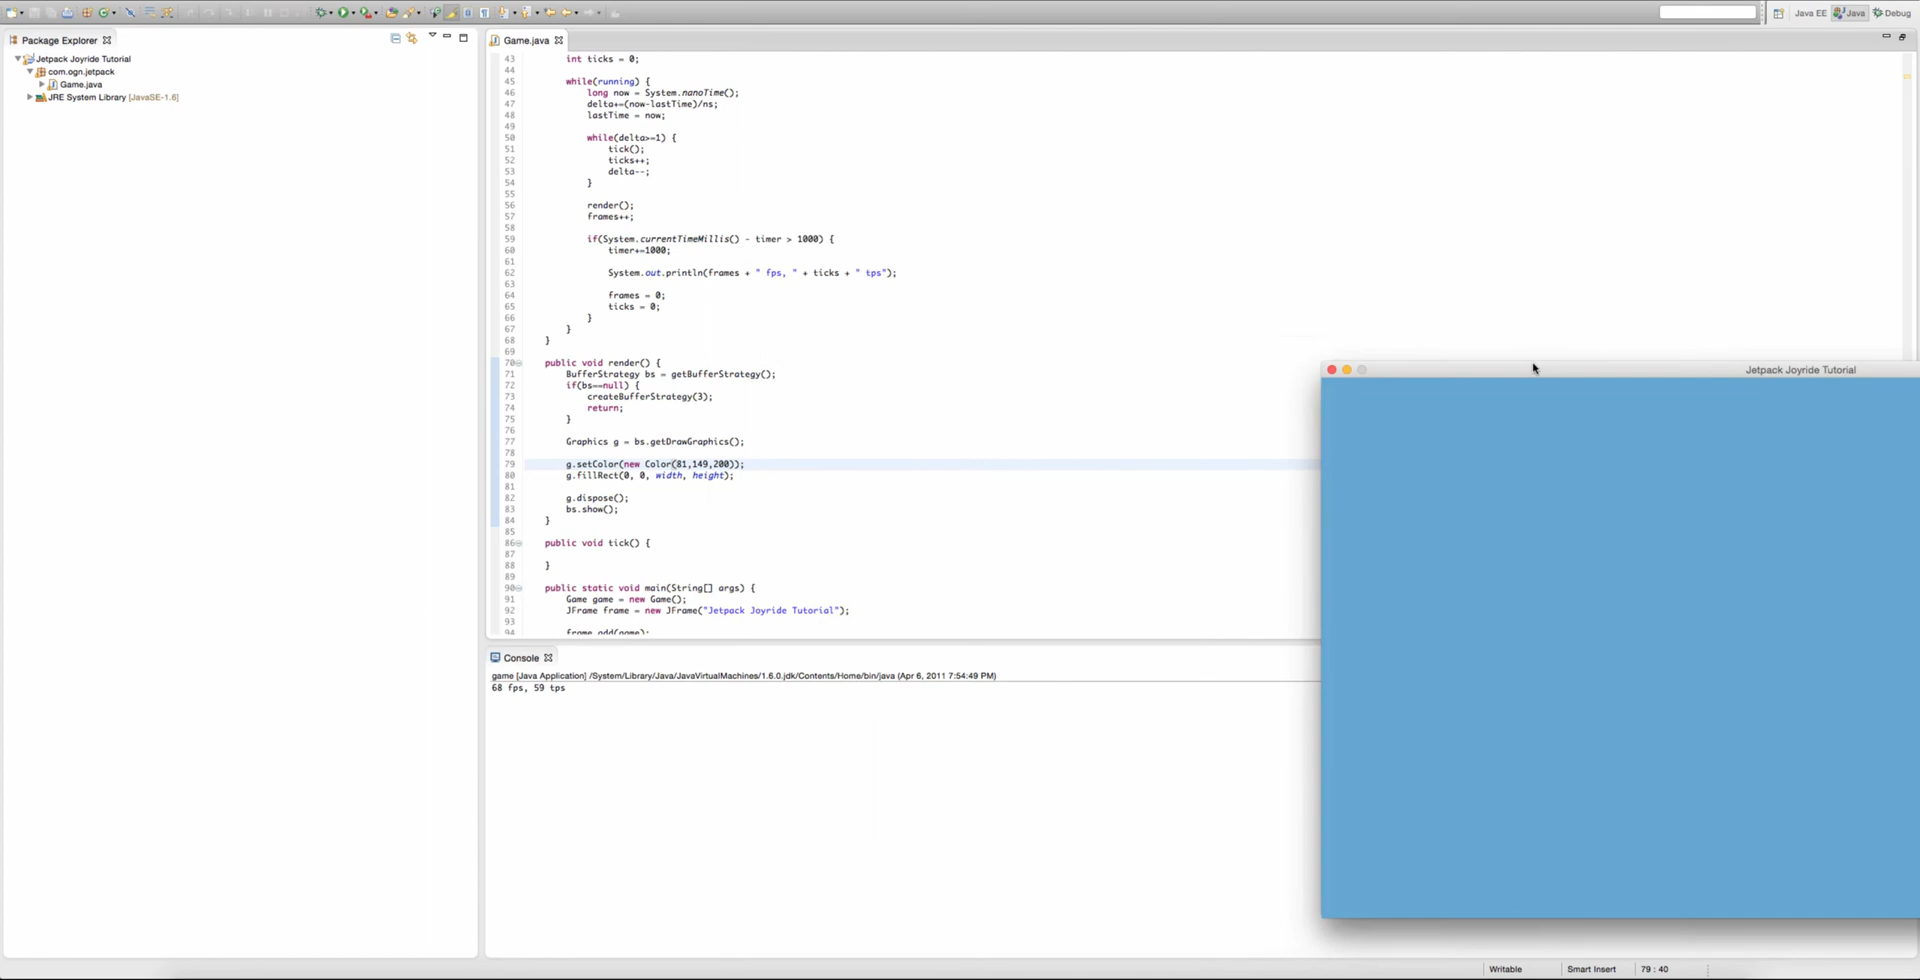 Java EE Java Debug
Package Explorer
Jetpack Joyride Tutorial
com.ogn.jetpack
Game.java
JRE System Library [JavaSE-1.6]
Game.java
43 int ticks = 0;
44
45 while(running) {
46 long now = System.nanoTime();
47 delta+=(now-lastTime)/ns;
48 lastTime = now;
49
50 while(delta>=1) {
51 tick();
52 ticks++;
53 delta--;
54 }
55
56 render();
57 frames++;
58
59 if(System.currentTimeMillis() - timer > 1000) {
60 timer+=1000;
61
62 System.out.println(frames + " fps, " + ticks + " tps");
63
64 frames = 0;
65 ticks = 0;
66 }
67 }
68 }
69
70 public void render() {
71 BufferStrategy bs = getBufferStrategy();
72 if(bs==null) {
73 createBufferStrategy(3);
74 return;
75 }
76
77 Graphics g = bs.getDrawGraphics();
78
79 g.setColor(new Color(81,149,200));
80 g.fillRect(0, 0, width, height);
81
82 g.dispose();
83 bs.show();
84 }
85
86 public void tick() {
87
88 }
89
90 public static void main(String[] args) {
91 Game game = new Game();
92 JFrame frame = new JFrame("Jetpack Joyride Tutorial");
93
94 frame.add(game);
Jetpack Joyride Tutorial
Console
game [Java Application] /System/Library/Java/JavaVirtualMachines/1.6.0.jdk/Contents/Home/bin/java (Apr 6, 2011 7:54:49 PM)
68 fps, 59 tps
Writable Smart Insert 79 : 40